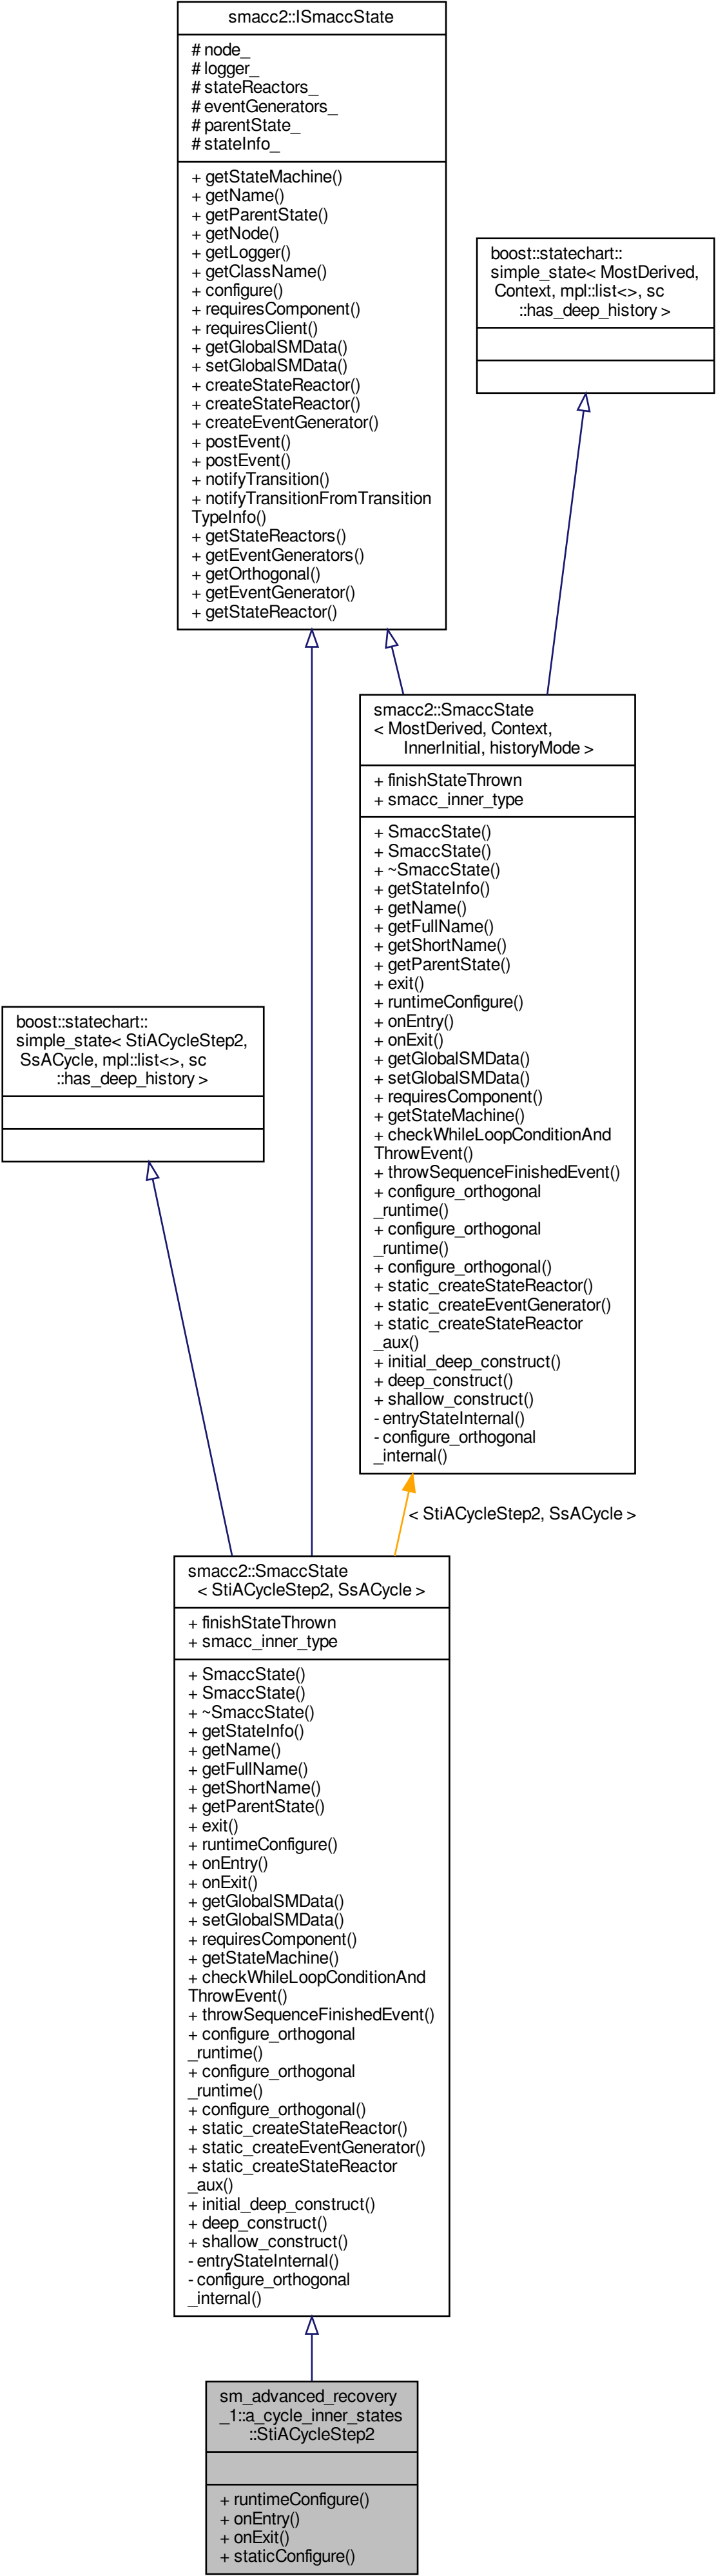 smacc2::ISmaccState
# node_
# logger_
# stateReactors_
# eventGenerators_
# parentState_
# stateInfo_
+ getStateMachine()
+ getName()
+ getParentState()
+ getNode()
+ getLogger()
+ getClassName()
+ configure()
+ requiresComponent()
+ requiresClient()
+ getGlobalSMData()
+ setGlobalSMData()
+ createStateReactor()
+ createStateReactor()
+ createEventGenerator()
+ postEvent()
+ postEvent()
+ notifyTransition()
+ notifyTransitionFromTransition
TypeInfo()
+ getStateReactors()
+ getEventGenerators()
+ getOrthogonal()
+ getEventGenerator()
+ getStateReactor()
boost::statechart::
simple_state< MostDerived,
Context, mpl::list<>, sc
::has_deep_history >
smacc2::SmaccState
< MostDerived, Context,
InnerInitial, historyMode >
+ finishStateThrown
+ smacc_inner_type
+ SmaccState()
+ SmaccState()
+ ~SmaccState()
+ getStateInfo()
+ getName()
+ getFullName()
+ getShortName()
+ getParentState()
+ exit()
+ runtimeConfigure()
+ onEntry()
+ onExit()
+ getGlobalSMData()
+ setGlobalSMData()
+ requiresComponent()
+ getStateMachine()
+ checkWhileLoopConditionAnd
ThrowEvent()
+ throwSequenceFinishedEvent()
+ configure_orthogonal
_runtime()
+ configure_orthogonal
_runtime()
+ configure_orthogonal()
+ static_createStateReactor()
+ static_createEventGenerator()
+ static_createStateReactor
_aux()
+ initial_deep_construct()
+ deep_construct()
+ shallow_construct()
- entryStateInternal()
- configure_orthogonal
_internal()
boost::statechart::
simple_state< StiACycleStep2,
SsACycle, mpl::list<>, sc
::has_deep_history >
< StiACycleStep2, SsACycle >
smacc2::SmaccState
< StiACycleStep2, SsACycle >
+ finishStateThrown
+ smacc_inner_type
+ SmaccState()
+ SmaccState()
+ ~SmaccState()
+ getStateInfo()
+ getName()
+ getFullName()
+ getShortName()
+ getParentState()
+ exit()
+ runtimeConfigure()
+ onEntry()
+ onExit()
+ getGlobalSMData()
+ setGlobalSMData()
+ requiresComponent()
+ getStateMachine()
+ checkWhileLoopConditionAnd
ThrowEvent()
+ throwSequenceFinishedEvent()
+ configure_orthogonal
_runtime()
+ configure_orthogonal
_runtime()
+ configure_orthogonal()
+ static_createStateReactor()
+ static_createEventGenerator()
+ static_createStateReactor
_aux()
+ initial_deep_construct()
+ deep_construct()
+ shallow_construct()
- entryStateInternal()
- configure_orthogonal
_internal()
sm_advanced_recovery
_1::a_cycle_inner_states
::StiACycleStep2
+ runtimeConfigure()
+ onEntry()
+ onExit()
+ staticConfigure()